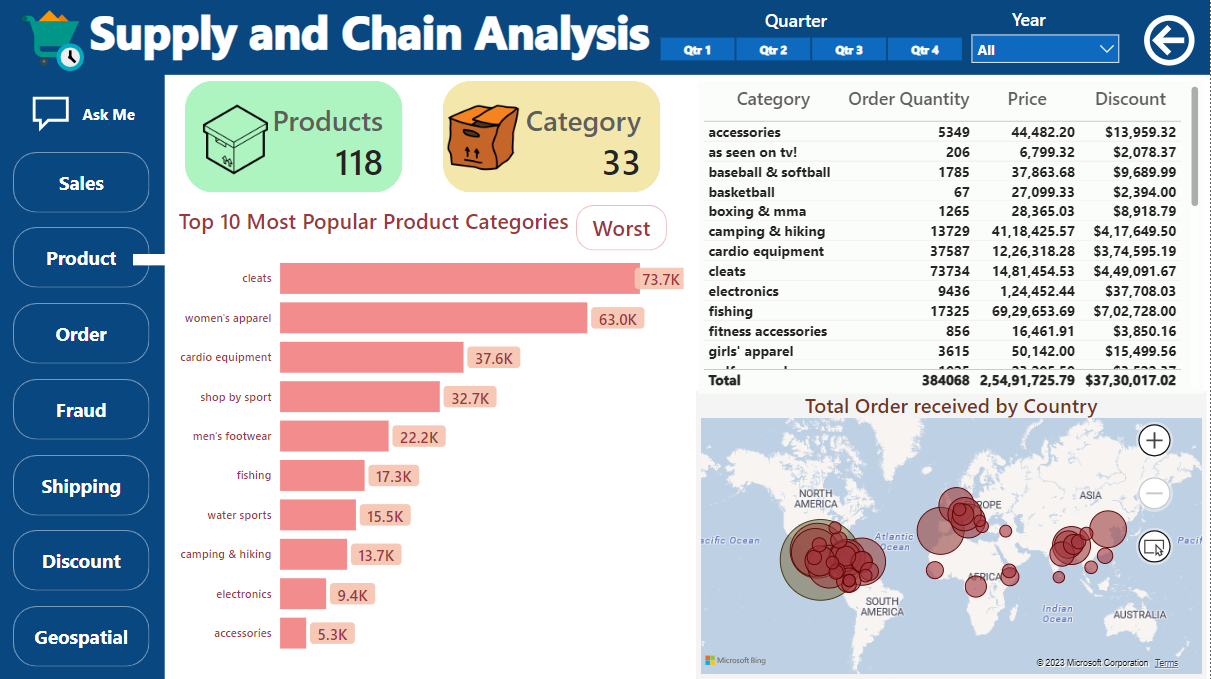 Supply and Chain Analysis
Quarter
Year
Qtr 1 Qtr 2 Qtr 3 Qtr 4
All
Ask Me
Sales
Product
Order
Fraud
Shipping
Discount
Geospatial
Products
118
Category
33
Top 10 Most Popular Product Categories
Worst
cleats 73.7K
women's apparel 63.0K
cardio equipment 37.6K
shop by sport 32.7K
men's footwear 22.2K
fishing 17.3K
water sports 15.5K
camping & hiking 13.7K
electronics 9.4K
accessories 5.3K
Category Order Quantity Price Discount
accessories 5349 44,482.20 $13,959.32
as seen on tv! 206 6,799.32 $2,078.37
baseball & softball 1785 37,863.68 $9,689.99
basketball 67 27,099.33 $2,394.00
boxing & mma 1265 28,365.03 $8,918.79
camping & hiking 13729 41,18,425.57 $4,17,649.50
cardio equipment 37587 12,26,318.28 $3,74,595.19
cleats 73734 14,81,454.53 $4,49,091.67
electronics 9436 1,24,452.44 $37,708.03
fishing 17325 69,29,653.69 $7,02,728.00
fitness accessories 856 16,461.91 $3,850.16
girls' apparel 3615 50,142.00 $15,499.56
Total 384068 2,54,91,725.79 $37,30,017.02
Total Order received by Country
NORTH
AMERICA
ASIA
OPE
acific Ocean
Atlantic
Ocean
Pacif
AFRICA
SOUTH
AMERICA
Indian
Ocean
AUSTRALIA
Microsoft Bing
© 2023 Microsoft Corporation Terms